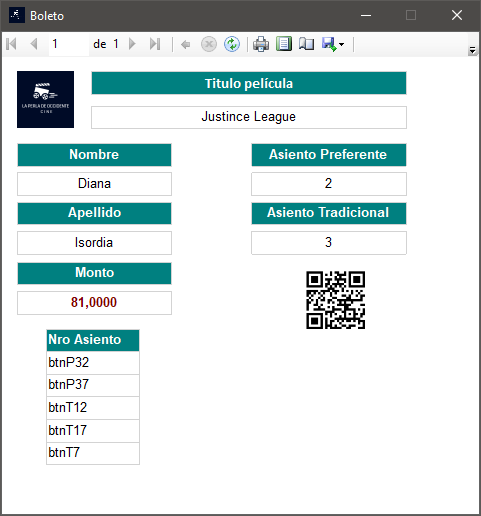 Boleto
1 de 1
LA PERLA DE OCCIDENTE
CINE
Titulo película
Justince League
Nombre
Diana
Apellido
Isordia
Monto
81,0000
Asiento Preferente
2
Asiento Tradicional
3
Nro Asiento
btnP32
btnP37
btnT12
btnT17
btnT7